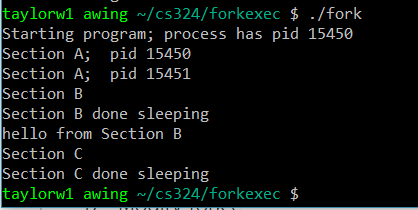 taylorw1 awing ~/cs324/forkexec $ ./fork
Starting program; process has pid 15450
Section A;  pid 15450
Section A;  pid 15451
Section B
Section B done sleeping
hello from Section B
Section C
Section C done sleeping
taylorw1 awing ~/cs324/forkexec $